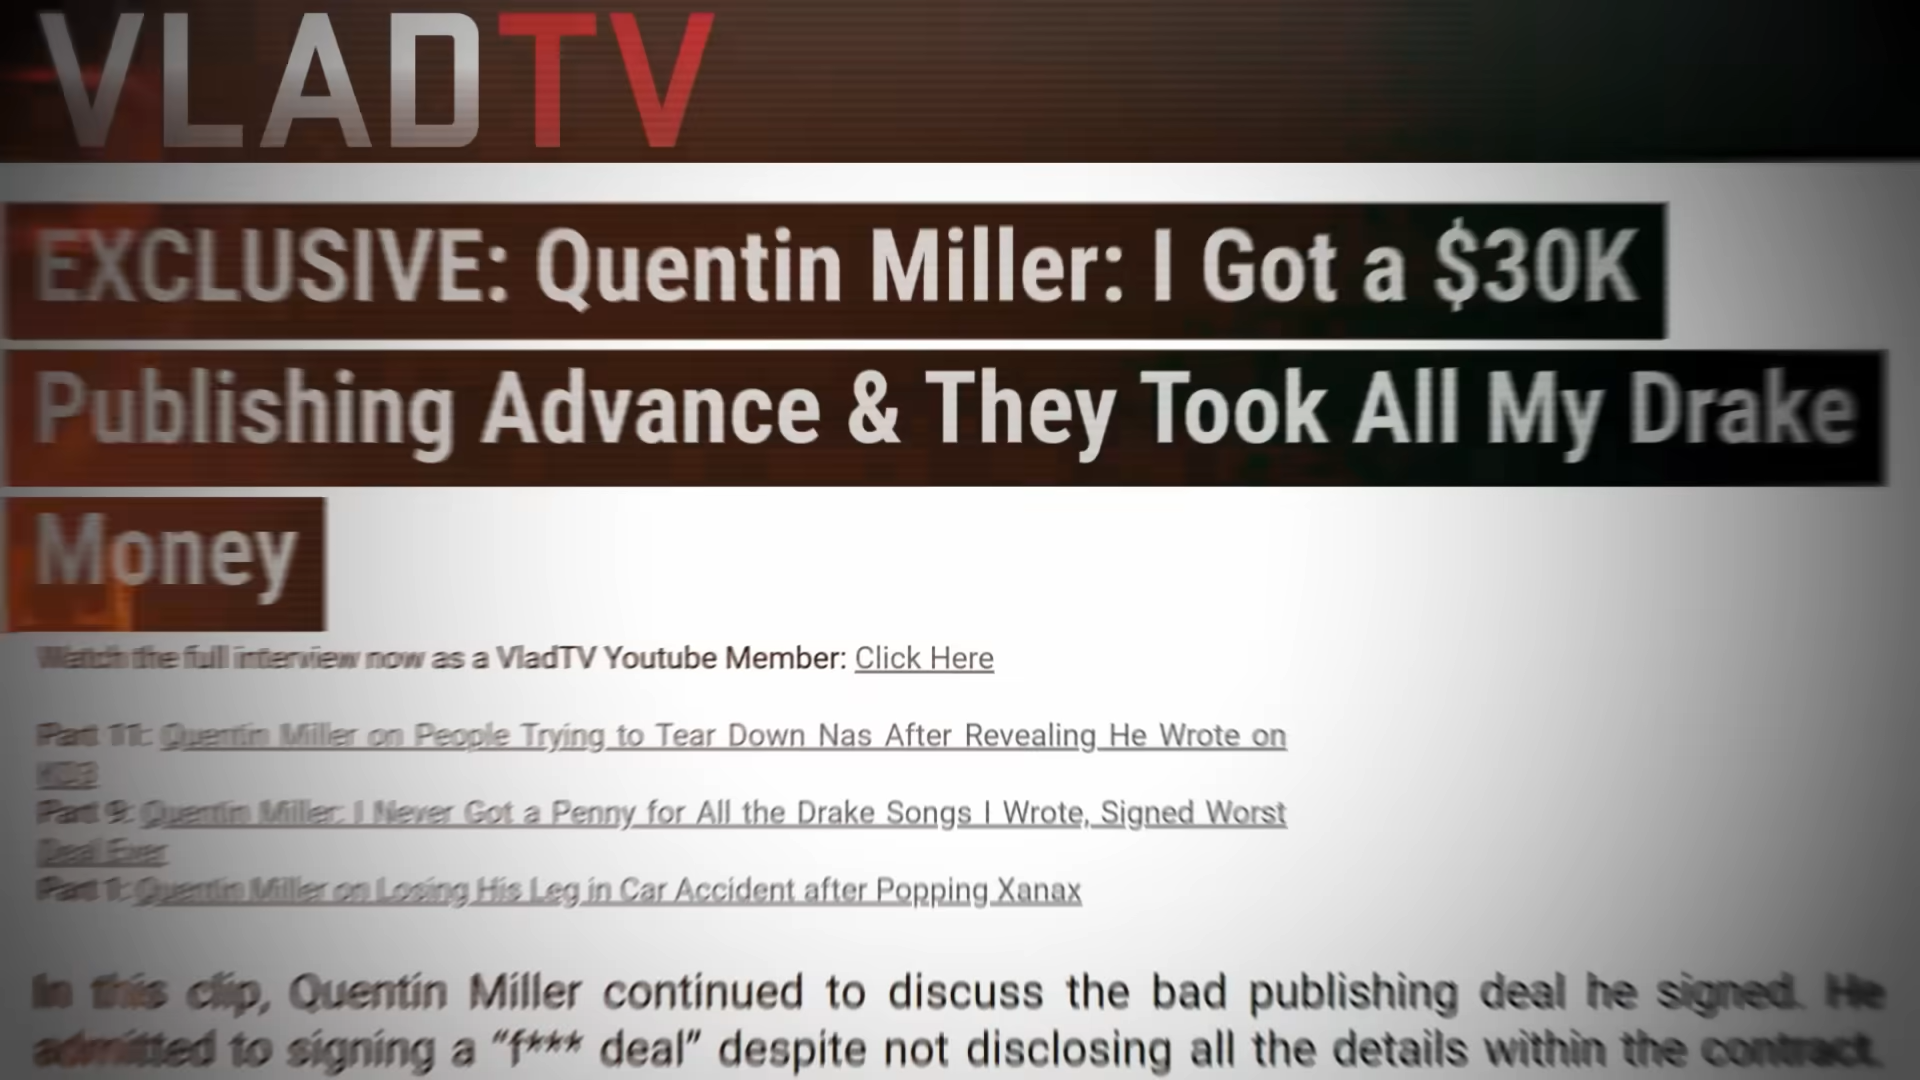 VLADTV
EXCLUSIVE: Quentin Miller: I Got a $30K
Publishing Advance & They Took All My Drake
Money
Watch the full interview now as a VladTV Youtube Member: Click Here
Part 11: Quentin Miller on People Trying to Tear Down Nas After Revealing He Wrote on
KD3
Part 9: Quentin Miller: I Never Got a Penny for All the Drake Songs I Wrote, Signed Worst
Deal Ever
Part 1: Quentin Miller on Losing His Leg in Car Accident after Popping Xanax
In this clip, Quentin Miller continued to discuss the bad publishing deal he signed. He
admitted to signing a “f*** deal” despite not disclosing all the details within the contract.